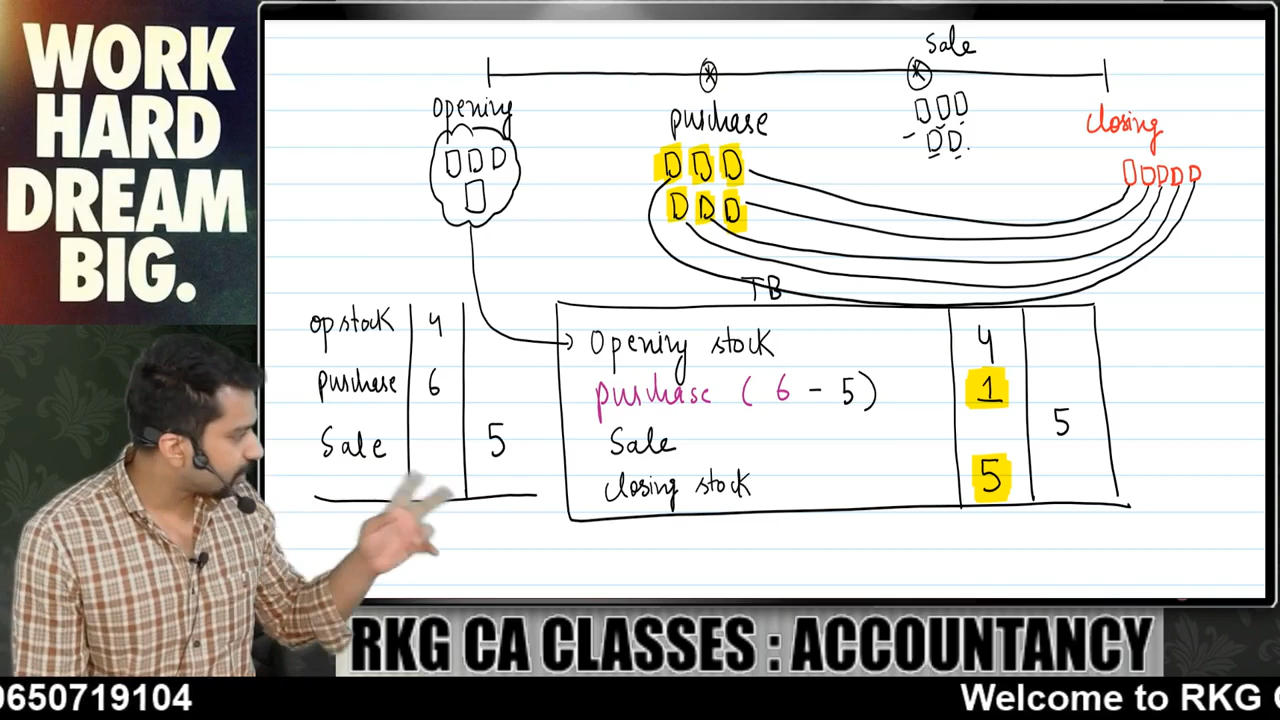 WORK
HARD
DREAM
BIG.
sale
opening
purchase
closing
TB
op stock 4
purchase 6
Sale 5
Opening stock 4
purchase ( 6 - 5) 1
Sale 5
closing stock 5
RKG CA CLASSES : ACCOUNTANCY
9650719104
Welcome to RKG